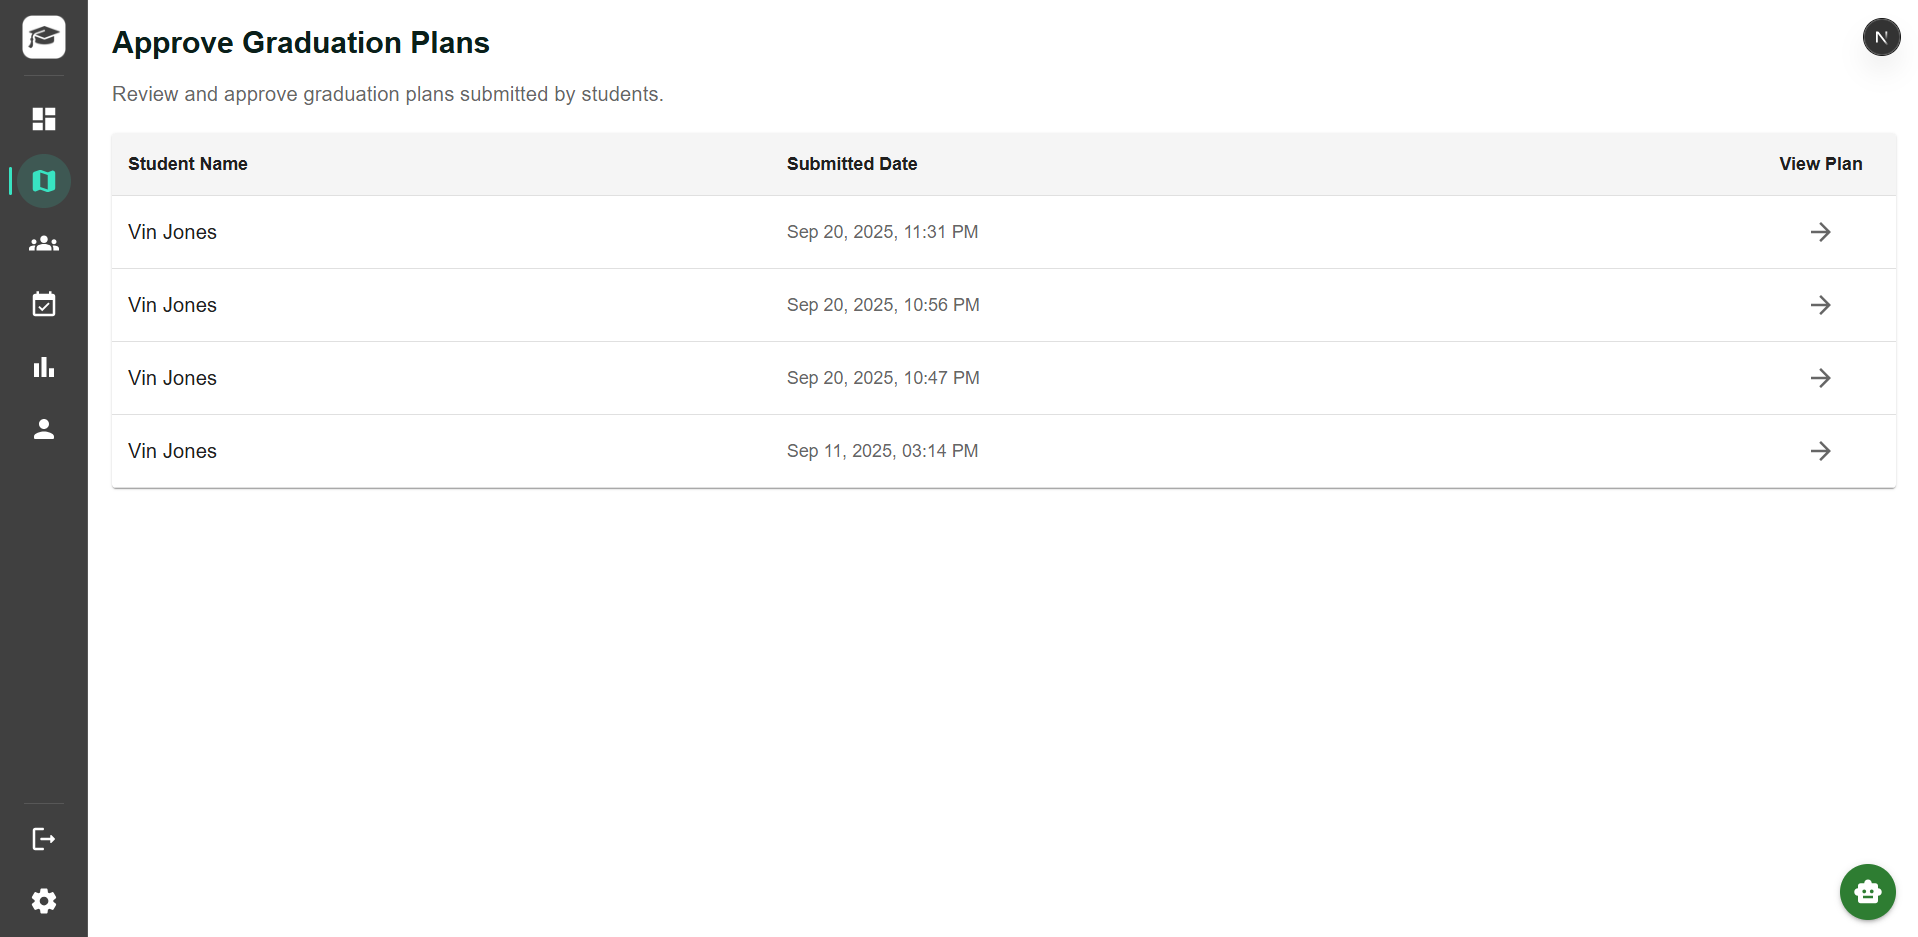 Approve Graduation Plans
N
Review and approve graduation plans submitted by students.
Student Name Submitted Date View Plan
Vin Jones Sep 20, 2025, 11:31 PM
Vin Jones Sep 20, 2025, 10:56 PM
Vin Jones Sep 20, 2025, 10:47 PM
Vin Jones Sep 11, 2025, 03:14 PM